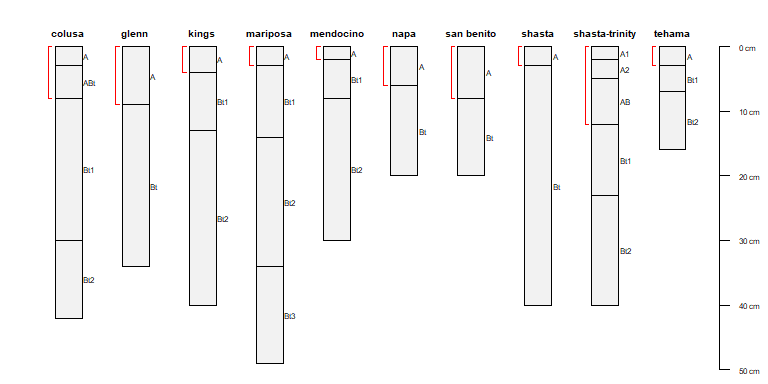 colusa glenn kings mariposa mendocino napa san benito shasta shasta-trinity tehama
A ABt Bt1 Bt2
A Bt
A Bt1 Bt2
A Bt1 Bt2 Bt3
A Bt1 Bt2
A Bt
A Bt
A Bt
A1 A2 AB Bt1 Bt2
A Bt1 Bt2
0 cm
10 cm
20 cm
30 cm
40 cm
50 cm